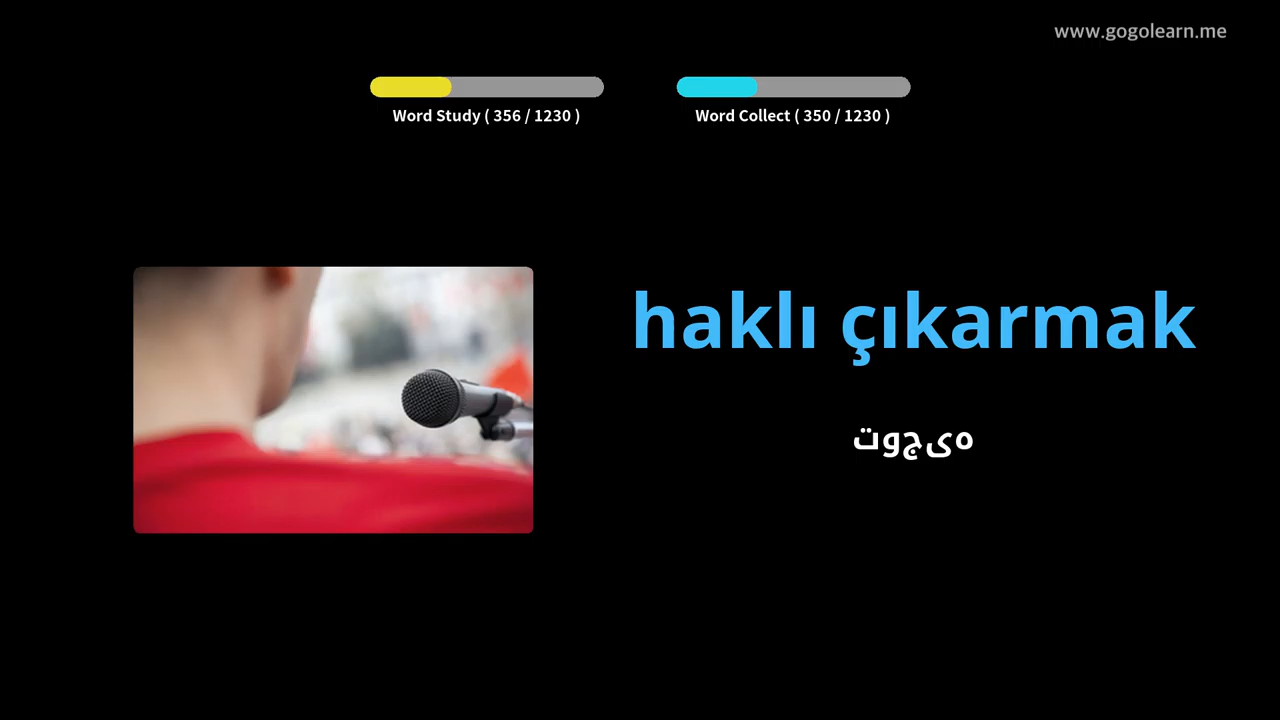 www.gogolearn.me
Word Study ( 356 / 1230 )
Word Collect ( 350 / 1230 )
haklı çıkarmak
توجیه